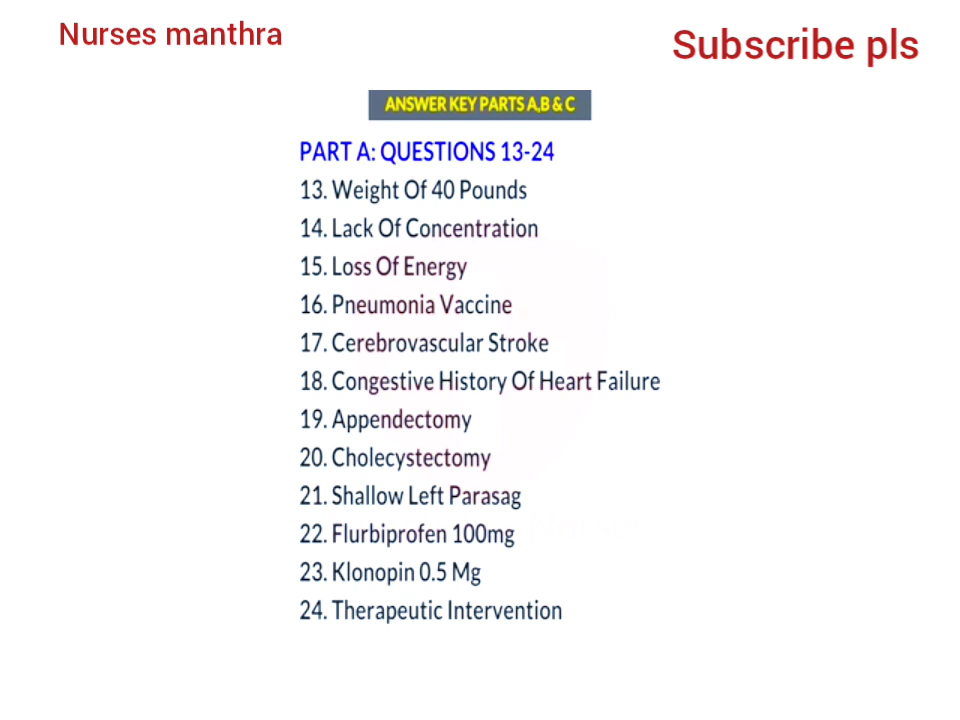 Nurses manthra
Subscribe pls
ANSWER KEY PARTS A,B & C
PART A: QUESTIONS 13-24
13. Weight Of 40 Pounds
14. Lack Of Concentration
15. Loss Of Energy
16. Pneumonia Vaccine
17. Cerebrovascular Stroke
18. Congestive History Of Heart Failure
19. Appendectomy
20. Cholecystectomy
21. Shallow Left Parasag
22. Flurbiprofen 100mg
23. Klonopin 0.5 Mg
24. Therapeutic Intervention